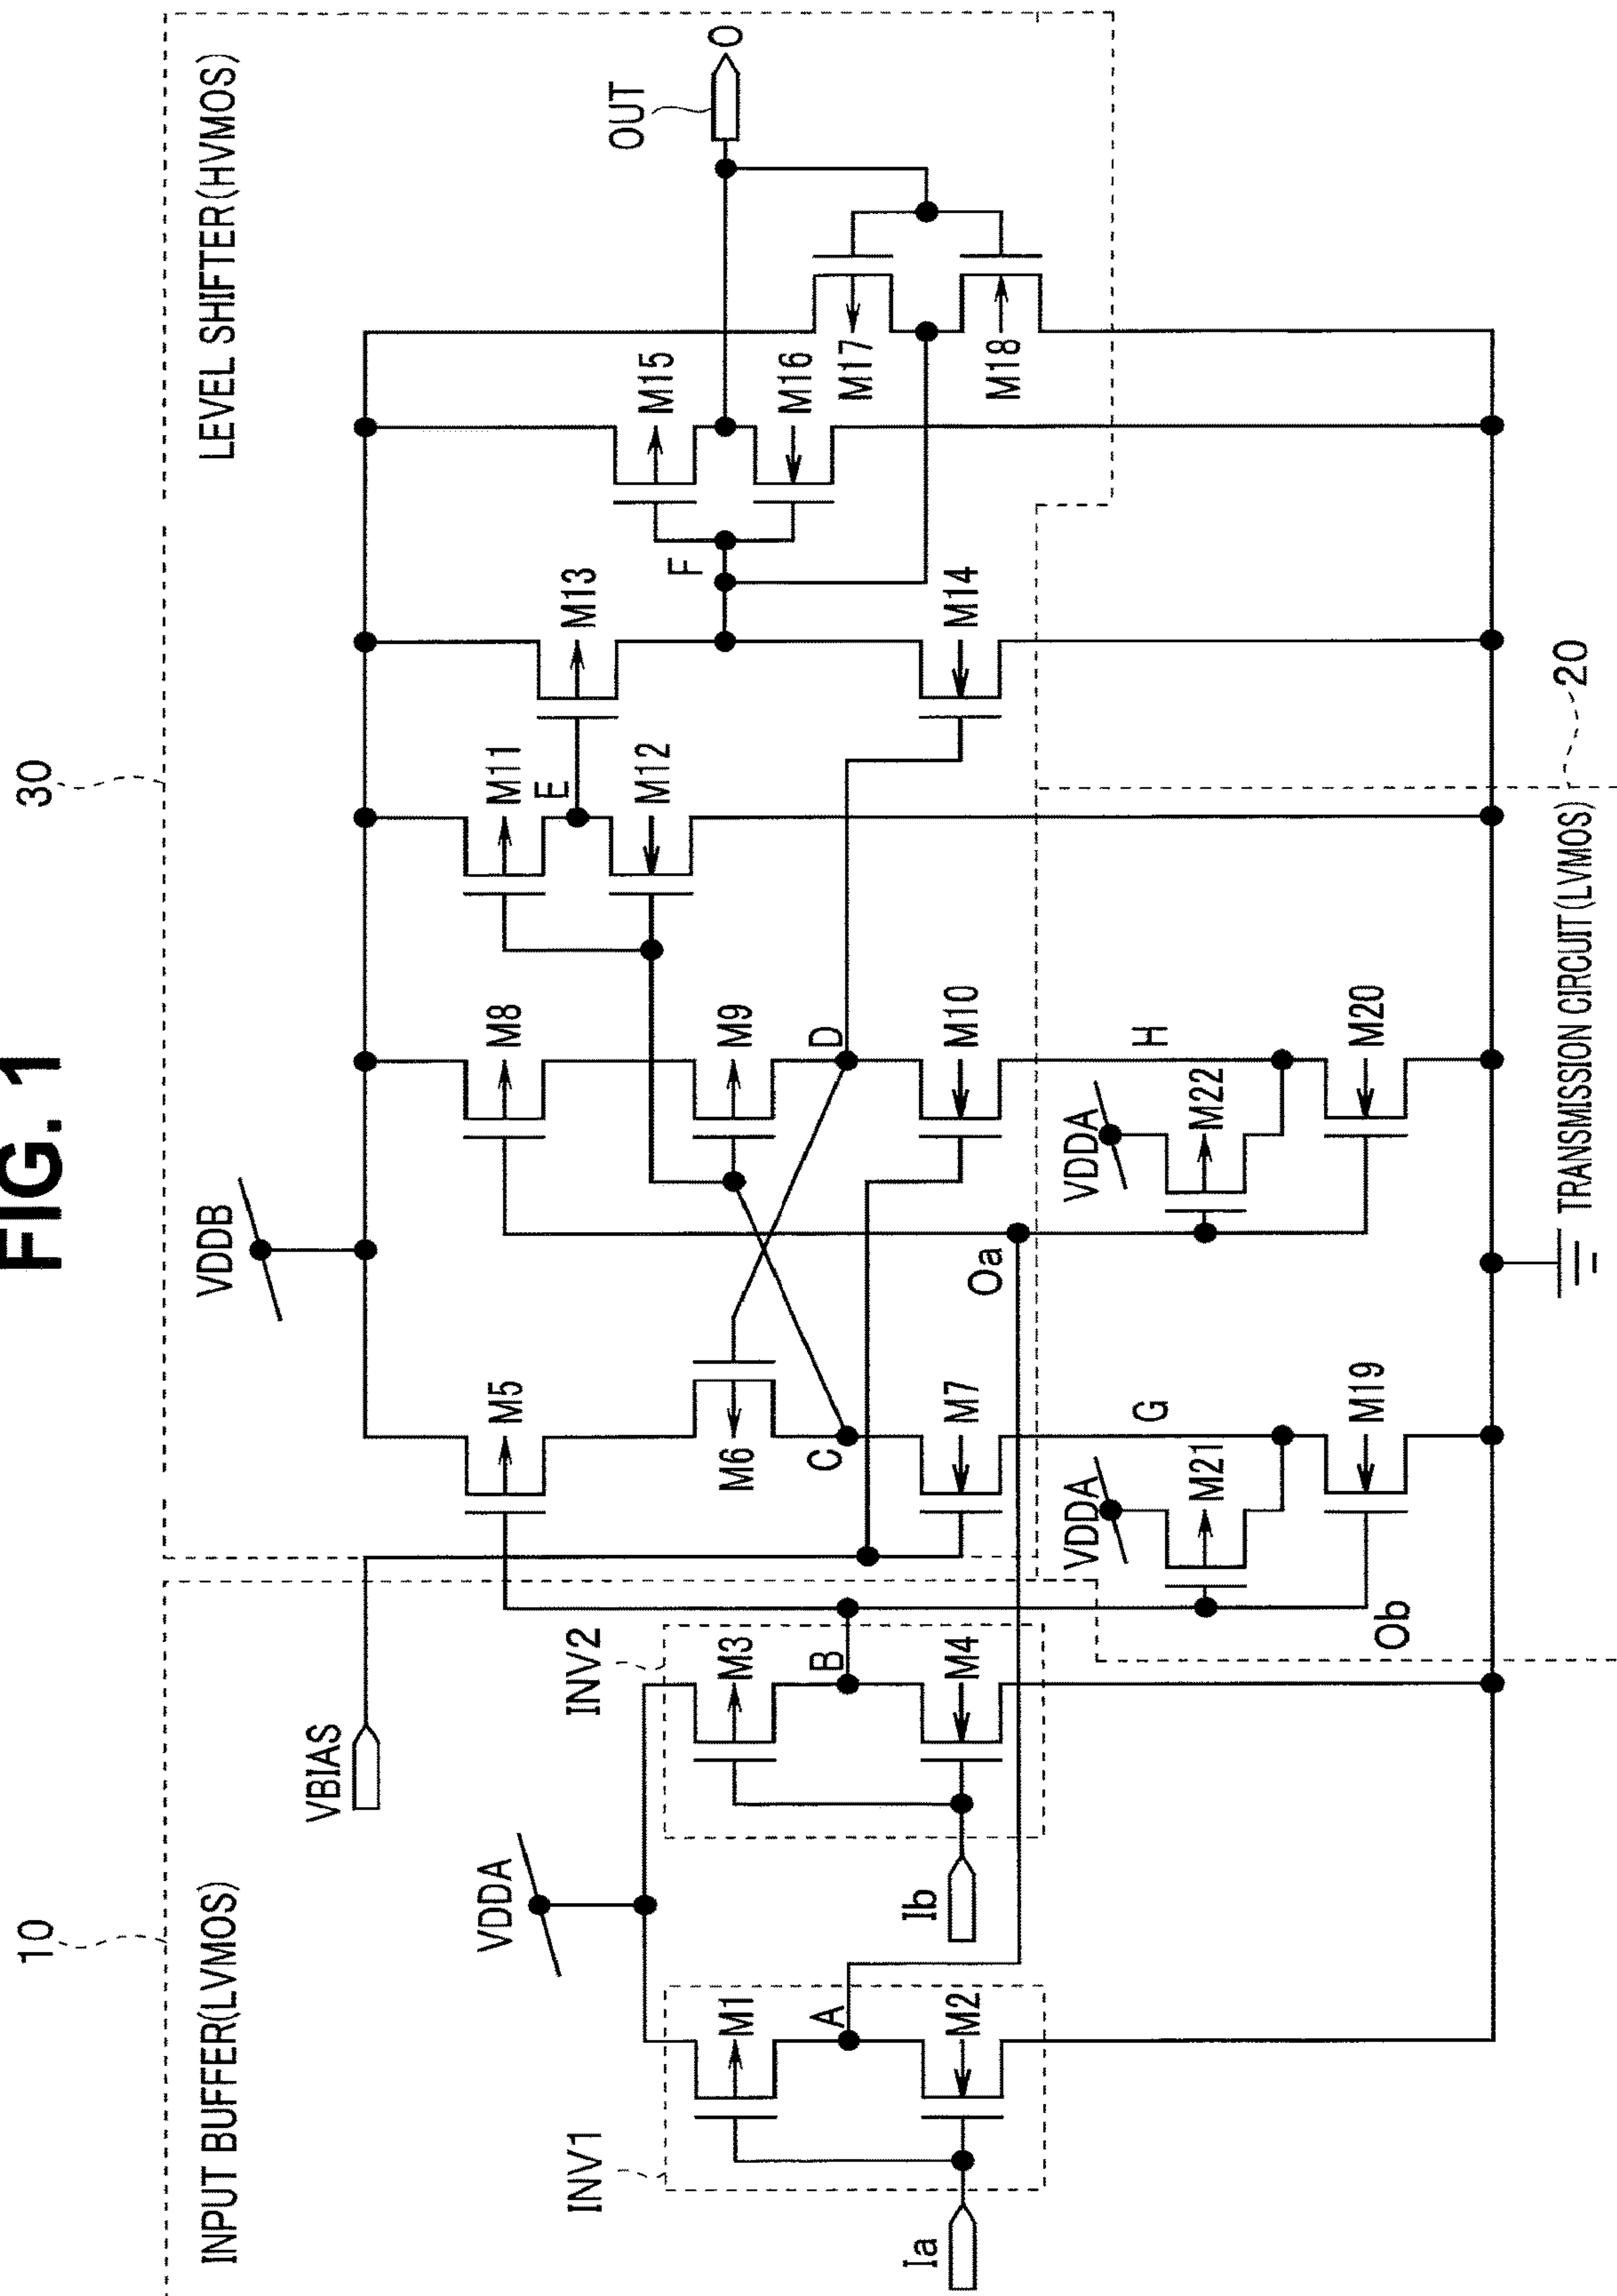 FIG. 1
10
30
INPUT BUFFER(LVMOS)
LEVEL SHIFTER(HVMOS)
VDDB
VBIAS
VDDA
INV1
INV2
M1
M2
M3
M4
A
B
Ia
Ib
M5
M6
M7
C
M8
M9
M10
D
M11
M12
E
M13
M14
F
M15
M16
M17
M18
OUT
O
Oa
Ob
VDDA
M21
G
M19
VDDA
M22
H
M20
TRANSMISSION CIRCUIT(LVMOS)
20